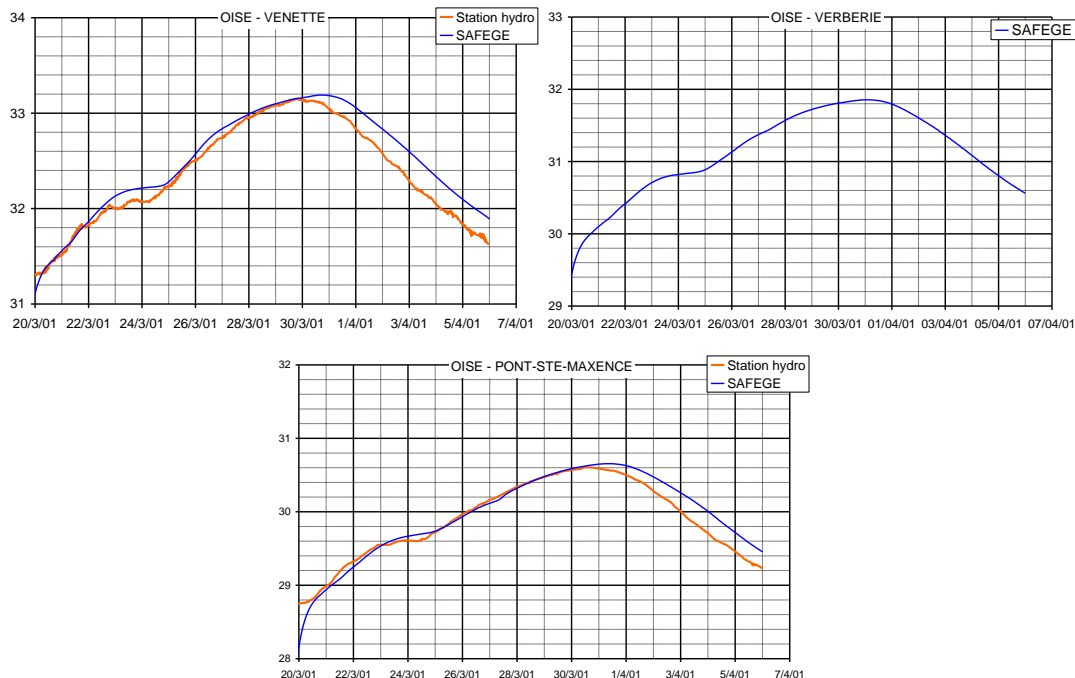 OISE - VENETTE
Station hydro
SAFEGE
34
33
32
31
20/3/01 22/3/01 24/3/01 26/3/01 28/3/01 30/3/01 1/4/01 3/4/01 5/4/01 7/4/01
OISE - VERBERIE
SAFEGE
33
32
31
30
29
20/03/01 22/03/01 24/03/01 26/03/01 28/03/01 30/03/01 01/04/01 03/04/01 05/04/01 07/04/01
OISE - PONT-STE-MAXENCE
Station hydro
SAFEGE
32
31
30
29
28
20/3/01 22/3/01 24/3/01 26/3/01 28/3/01 30/3/01 1/4/01 3/4/01 5/4/01 7/4/01